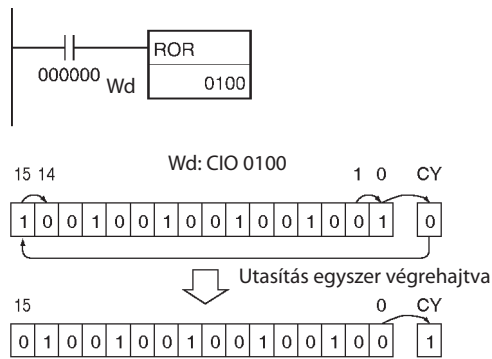 ROR
000000 Wd 0100
Wd: CIO 0100
15 14 1 0 CY
1 0 0 1 0 0 1 0 0 1 0 0 1 0 0 1 0
Utasítás egyszer végrehajtva
15 0 CY
0 1 0 0 1 0 0 1 0 0 1 0 0 1 0 0 1